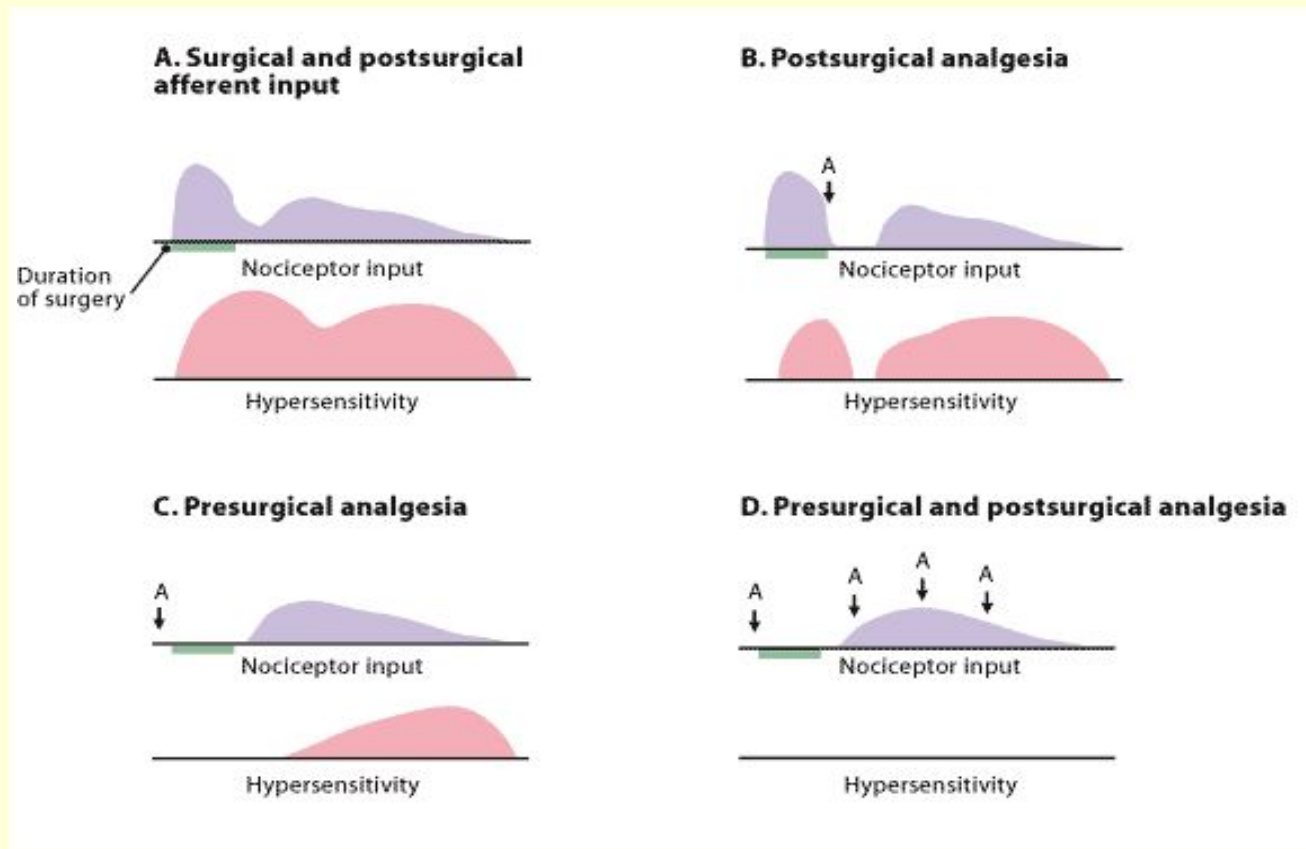 A. Surgical and postsurgical
afferent input
Duration
of surgery
Nociceptor input
Hypersensitivity
B. Postsurgical analgesia
A
Nociceptor input
Hypersensitivity
C. Presurgical analgesia
A
Nociceptor input
Hypersensitivity
D. Presurgical and postsurgical analgesia
A
A
A
A
Nociceptor input
Hypersensitivity